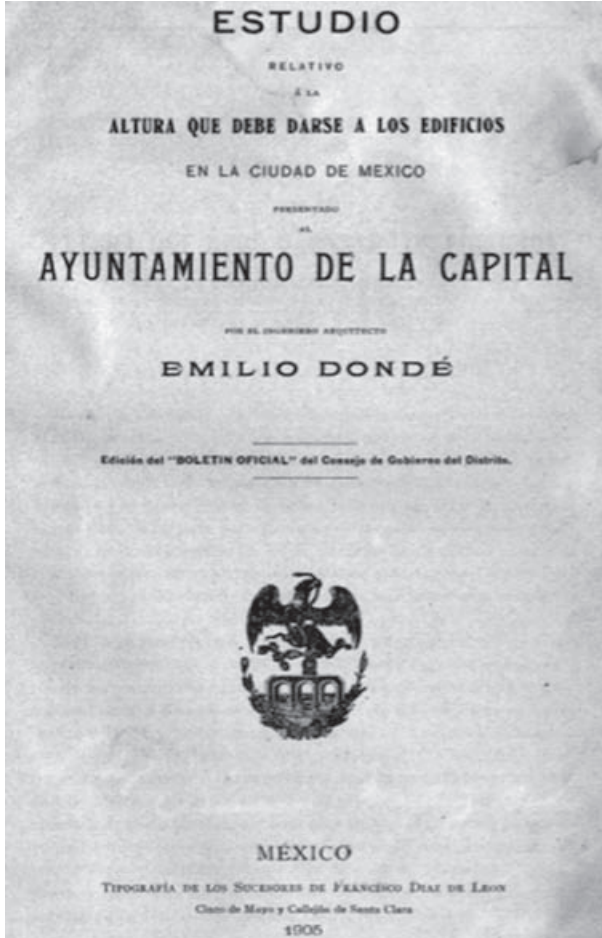 ESTUDIO
RELATIVO
Á LA
ALTURA QUE DEBE DARSE A LOS EDIFICIOS
EN LA CIUDAD DE MEXICO
PRESENTADO
AL
AYUNTAMIENTO DE LA CAPITAL
POR EL INGENIERO ARQUITECTO
EMILIO DONDÉ
Edición del "BOLETIN OFICIAL" del Consejo de Gobierno del Distrito.
MÉXICO
TIPOGRAFÍA DE LOS SUCESORES DE FRANCISCO DIAZ DE LEON
Cinco de Mayo y Callejón de Santa Clara
1905